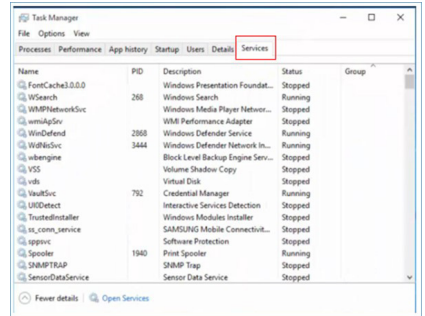 Task Manager
File Options View
Processes Performance App history Startup Users Details Services
Name PID Description Status Group
FontCache3.0.0.0 Windows Presentation Foundat... Stopped
WSearch 268 Windows Search Running
WMPNetworkSvc Windows Media Player Networ... Stopped
wmiApSrv WMI Performance Adapter Stopped
WinDefend 2868 Windows Defender Service Running
WdNisSvc 3444 Windows Defender Network In... Running
wbengine Block Level Backup Engine Serv... Stopped
VSS Volume Shadow Copy Stopped
vds Virtual Disk Stopped
VaultSvc 792 Credential Manager Running
UI0Detect Interactive Services Detection Stopped
TrustedInstaller Windows Modules Installer Stopped
ss_conn_service SAMSUNG Mobile Connectivit... Stopped
sppsvc Software Protection Stopped
Spooler 1940 Print Spooler Running
SNMPTRAP SNMP Trap Stopped
SensorDataService Sensor Data Service Stopped
Fewer details Open Services